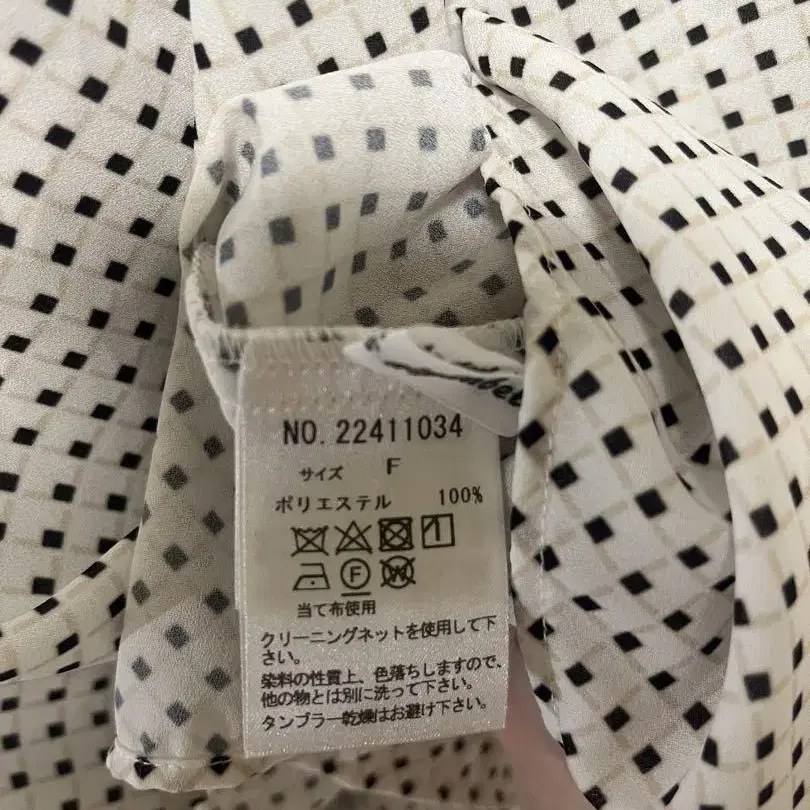 NO. 22411034
サイズ F
ポリエステル 100%
F W
当て布使用
クリーニングネットを使用して下
さい。
染料の性質上、色落ちしますので、
他の物とは別に洗って下さい。
タンブラー乾燥はお避け下さい。